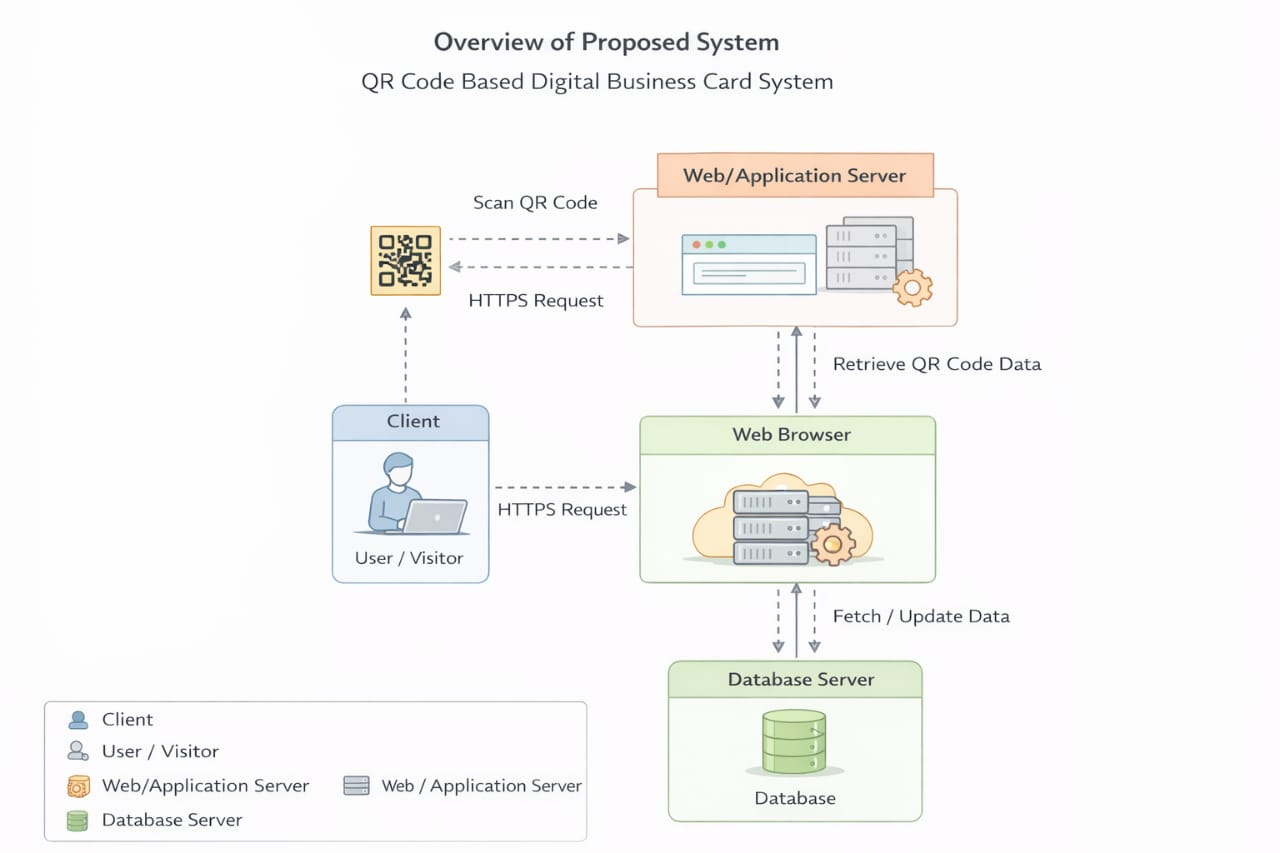 Overview of Proposed System
QR Code Based Digital Business Card System
Web/Application Server
Scan QR Code
HTTPS Request
Retrieve QR Code Data
Client
User / Visitor
HTTPS Request
Web Browser
Fetch / Update Data
Database Server
Database
Client
User / Visitor
Web/Application Server
Web / Application Server
Database Server